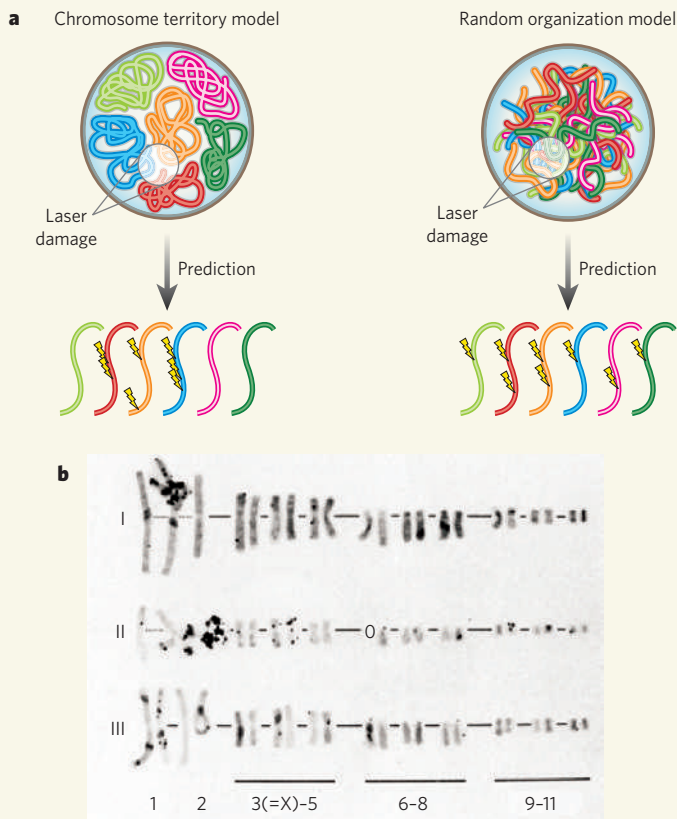 a
Chromosome territory model
Random organization model
Laser
damage
Laser
damage
Prediction
Prediction
b
I
II
0
III
1
2
3(=X)-5
6-8
9-11